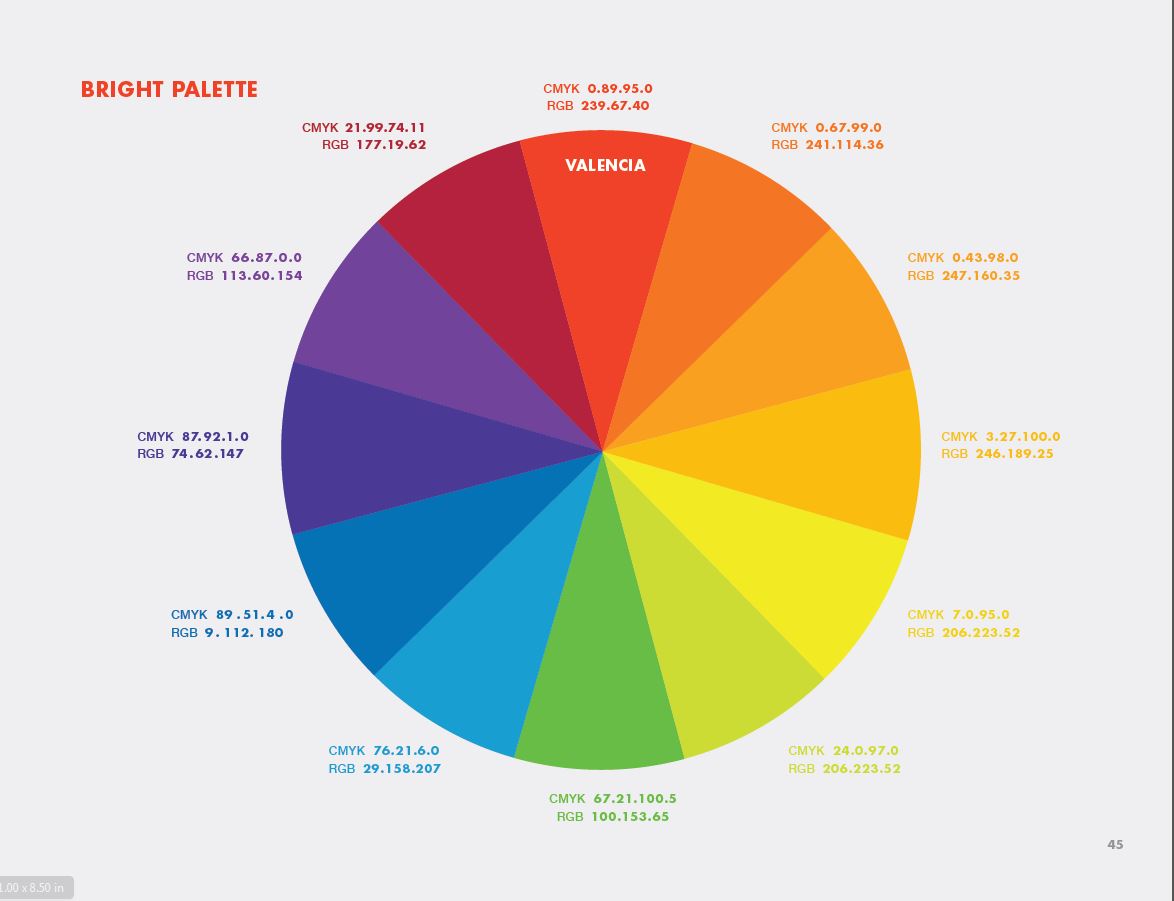 BRIGHT PALETTE
CMYK 0.89.95.0
RGB 239.67.40
CMYK 21.99.74.11
RGB 177.19.62
CMYK 0.67.99.0
RGB 241.114.36
VALENCIA
CMYK 66.87.0.0
RGB 113.60.154
CMYK 0.43.98.0
RGB 247.160.35
CMYK 87.92.1.0
RGB 74.62.147
CMYK 3.27.100.0
RGB 246.189.25
CMYK 89.51.4.0
RGB 9.112.180
CMYK 7.0.95.0
RGB 206.223.52
CMYK 76.21.6.0
RGB 29.158.207
CMYK 24.0.97.0
RGB 206.223.52
CMYK 67.21.100.5
RGB 100.153.65
45
1.00 x 8.50 in